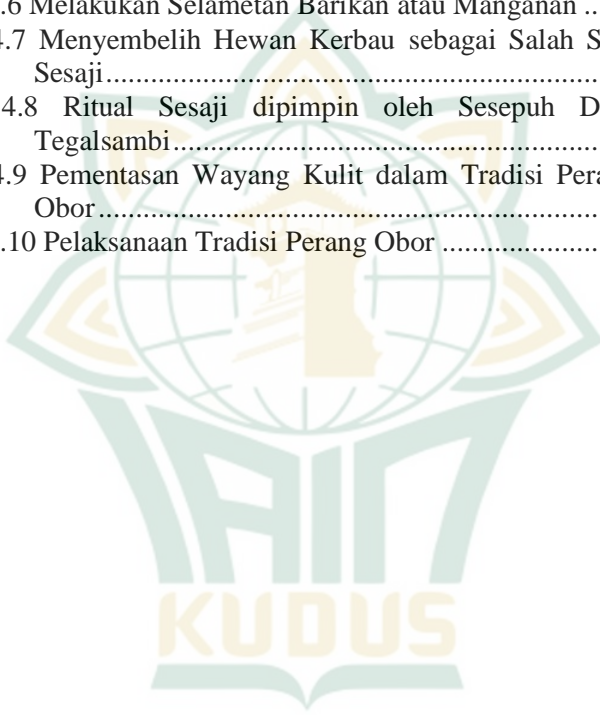 .6 Melakukan Selametan Barikan atau Manganan ..
4.7 Menyembelih Hewan Kerbau sebagai Salah S
Sesaji.............................................................................
4.8 Ritual Sesaji dipimpin oleh Sesepuh D
Tegalsambi.................................................................
4.9 Pementasan Wayang Kulit dalam Tradisi Pera
Obor..............................................................................
.10 Pelaksanaan Tradisi Perang Obor ......................
IAIN
KUDUS